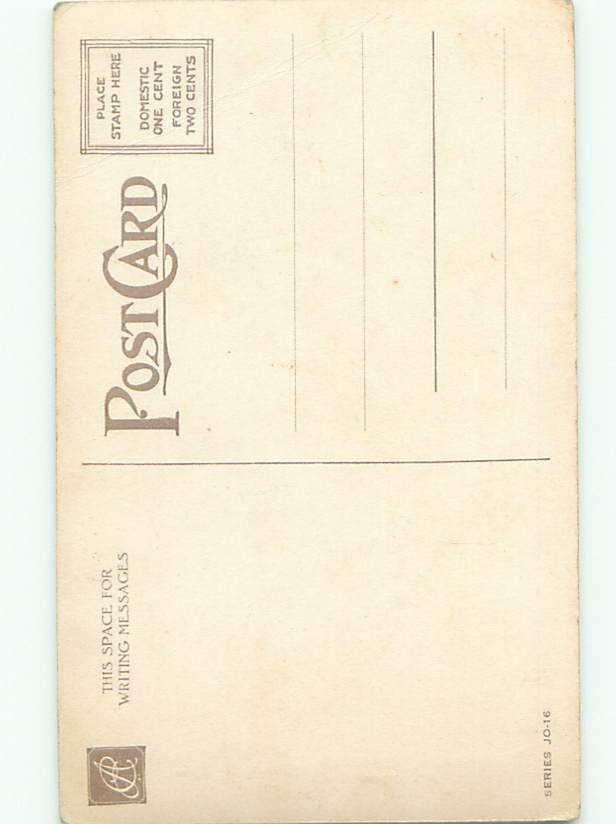 THIS SPACE FOR
WRITING MESSAGES
POST CARD
PLACE
STAMP HERE
DOMESTIC
ONE CENT
FOREIGN
TWO CENTS
SERIES JO-16